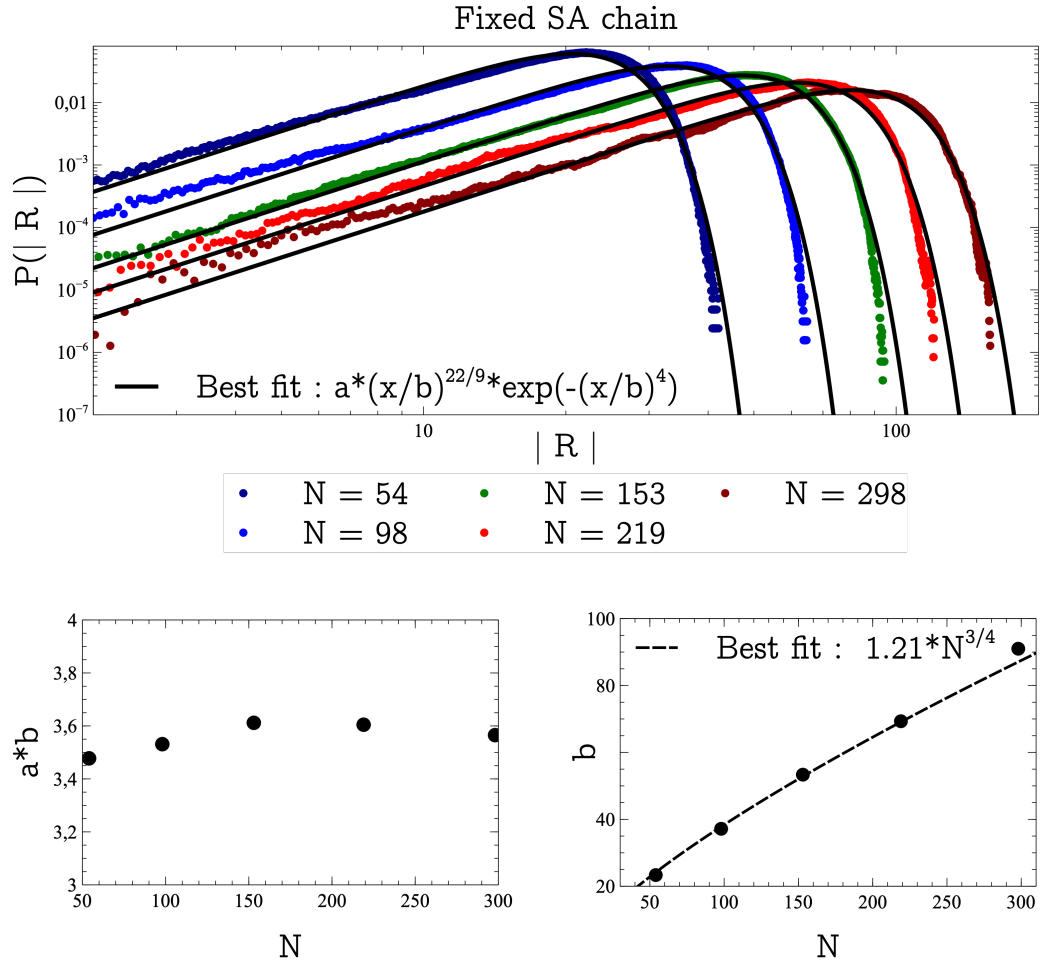 Fixed SA chain
P(| R |)
0,01
10⁻³
10⁻⁴
10⁻⁵
10⁻⁶
10⁻⁷
Best fit : a*(x/b)^22/9*exp(-(x/b)^4)
10 100
| R |
N = 54 N = 153 N = 298
N = 98 N = 219
a*b
4
3,8
3,6
3,4
3,2
3
50 100 150 200 250 300
N
b
100
80
40
20
Best fit : 1.21*N^3/4
50 100 150 200 250 300
N